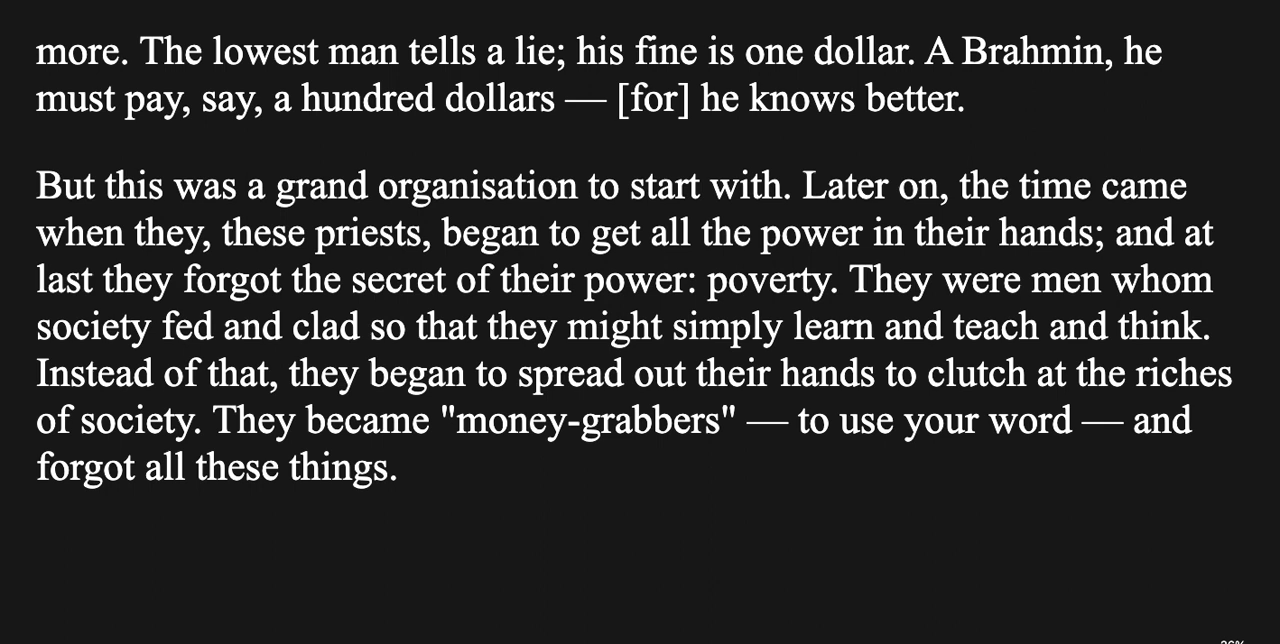 more. The lowest man tells a lie; his fine is one dollar. A Brahmin, he
must pay, say, a hundred dollars — [for] he knows better.
But this was a grand organisation to start with. Later on, the time came
when they, these priests, began to get all the power in their hands; and at
last they forgot the secret of their power: poverty. They were men whom
society fed and clad so that they might simply learn and teach and think.
Instead of that, they began to spread out their hands to clutch at the riches
of society. They became "money-grabbers" — to use your word — and
forgot all these things.